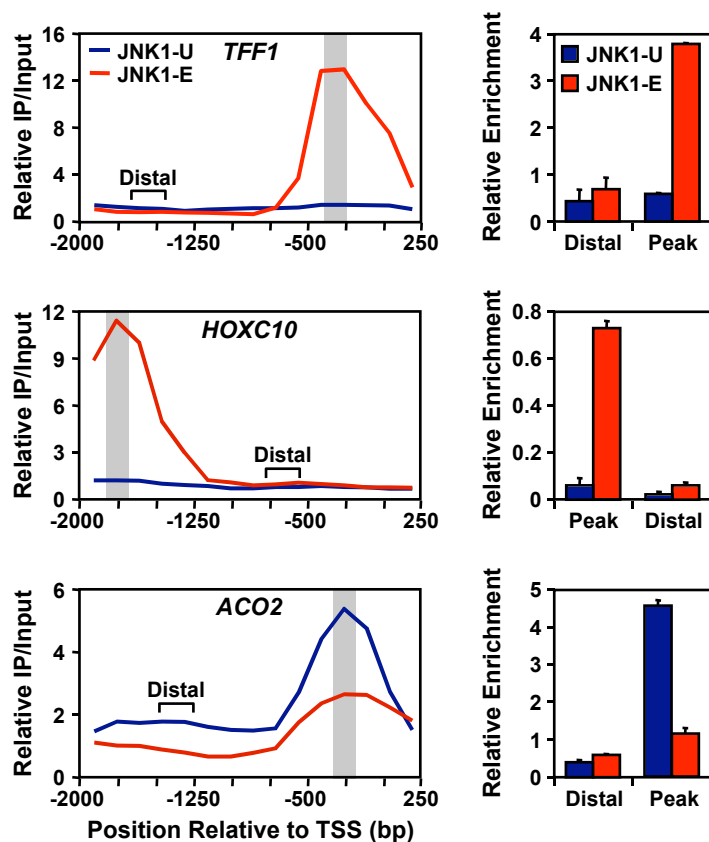 Relative IP/Input
16
12
8
4
1
0
JNK1-U
JNK1-E
TFF1
Distal
-2000
-1250
-500
250
Relative Enrichment
4
3
2
1
0
JNK1-U
JNK1-E
Distal
Peak
Relative IP/Input
12
9
6
3
1
0
HOXC10
Distal
-2000
-1250
-500
250
Relative Enrichment
0.8
0.6
0.4
0.2
0
Peak
Distal
Relative IP/Input
6
4
2
1
0
ACO2
Distal
-2000
-1250
-500
250
Position Relative to TSS (bp)
Relative Enrichment
5
4
3
2
1
0
Distal
Peak